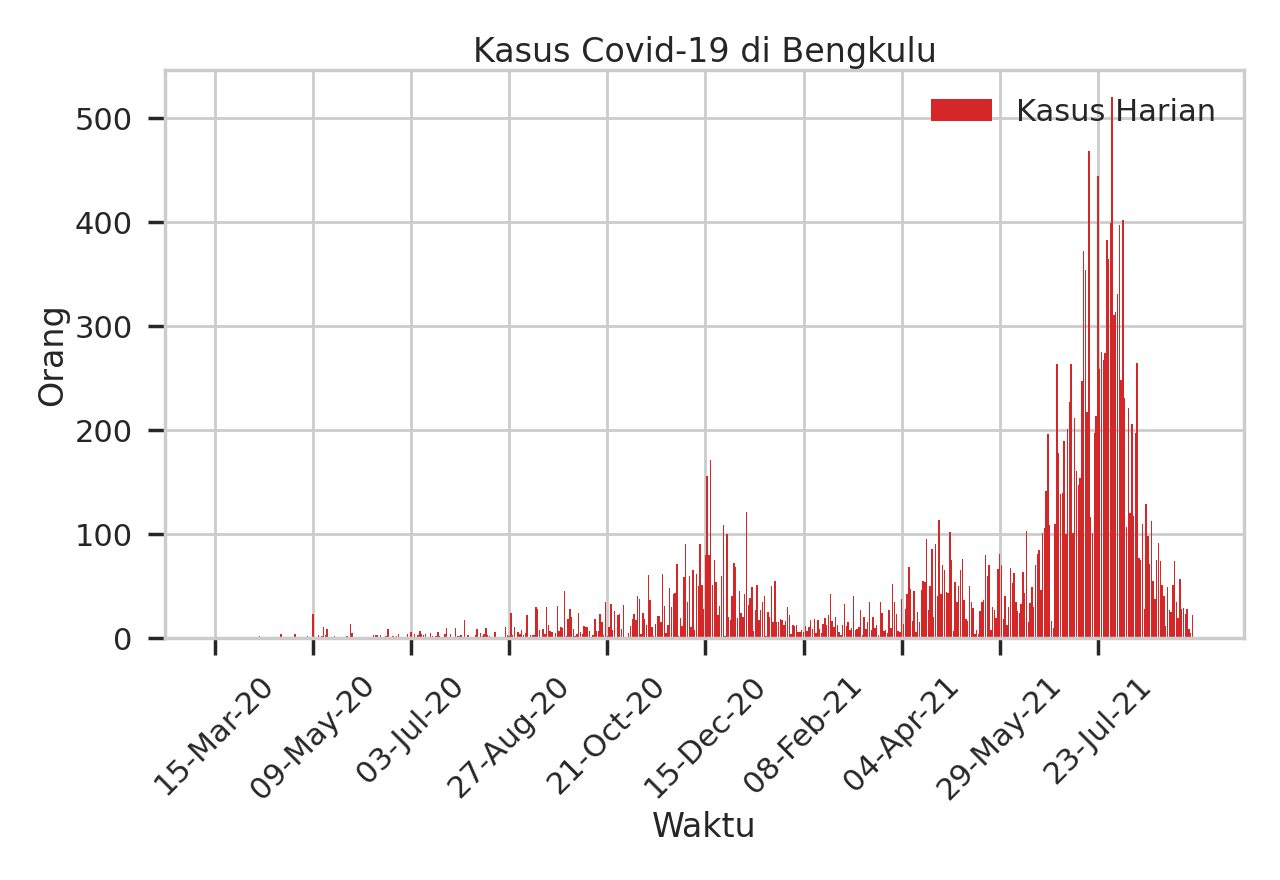 Kasus Covid-19 di Bengkulu
Kasus Harian
Orang
500
400
300
200
100
0
15-Mar-20
09-May-20
03-Jul-20
27-Aug-20
21-Oct-20
15-Dec-20
08-Feb-21
04-Apr-21
29-May-21
23-Jul-21
Waktu